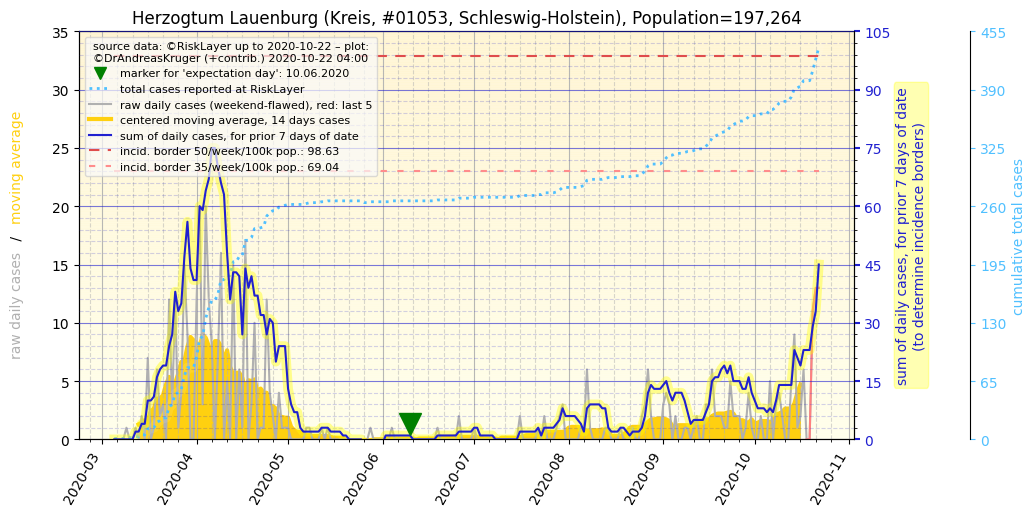 Herzogtum Lauenburg (Kreis, #01053, Schleswig-Holstein), Population=197,264
source data: ©RiskLayer up to 2020-10-22 – plot:
©DrAndreasKruger (+contrib.) 2020-10-22 04:00
marker for 'expectation day': 10.06.2020
total cases reported at RiskLayer
raw daily cases (weekend-flawed), red: last 5
centered moving average, 14 days cases
sum of daily cases, for prior 7 days of date
incid. border 50/week/100k pop.: 98.63
incid. border 35/week/100k pop.: 69.04
raw daily cases / moving average
35
30
25
20
15
10
5
0
2020-03
2020-04
2020-05
2020-06
2020-07
2020-08
2020-09
2020-10
2020-11
105
90
75
60
45
30
15
0
sum of daily cases, for prior 7 days of date
(to determine incidence borders)
455
390
325
260
195
130
65
0
cumulative total cases